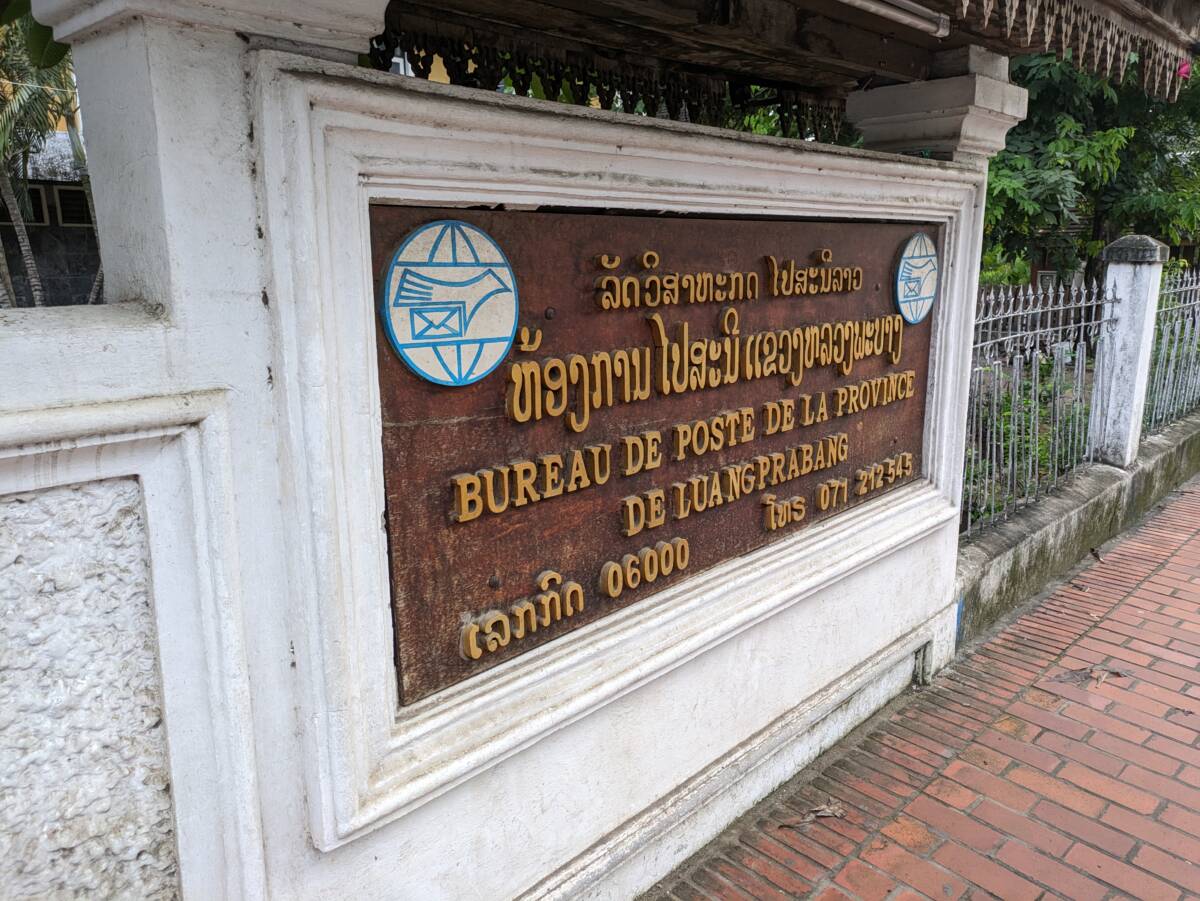 ລັດວິສາຫະກດ ໄປສະນີລາວ
ຫ້ອງການ ໄປສະນີ ແຂວງຫລວງພະບາງ
BUREAU DE POSTE DE LA PROVINCE
DE LUANGPRABANG
ໂທຣ 071 212-545
ເລກທີດ 06000